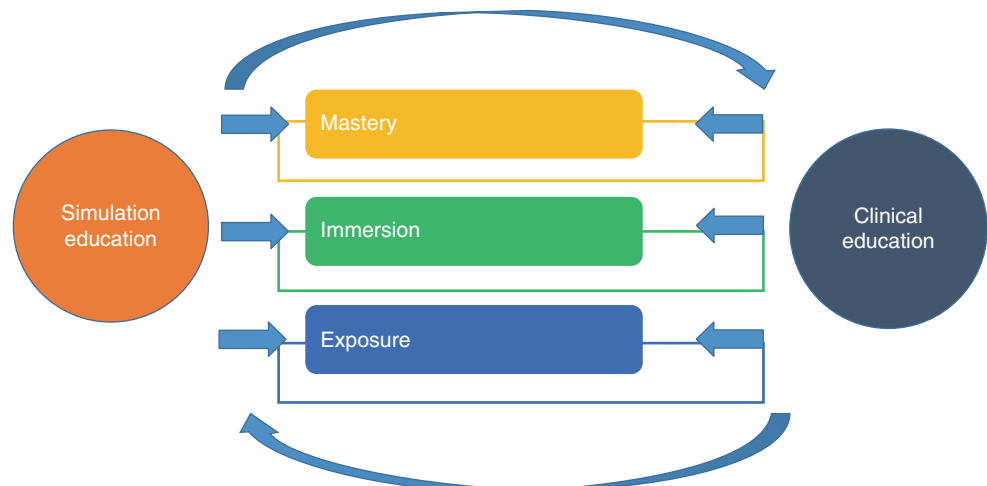 Mastery
Simulation
education
Immersion
Clinical
education
Exposure